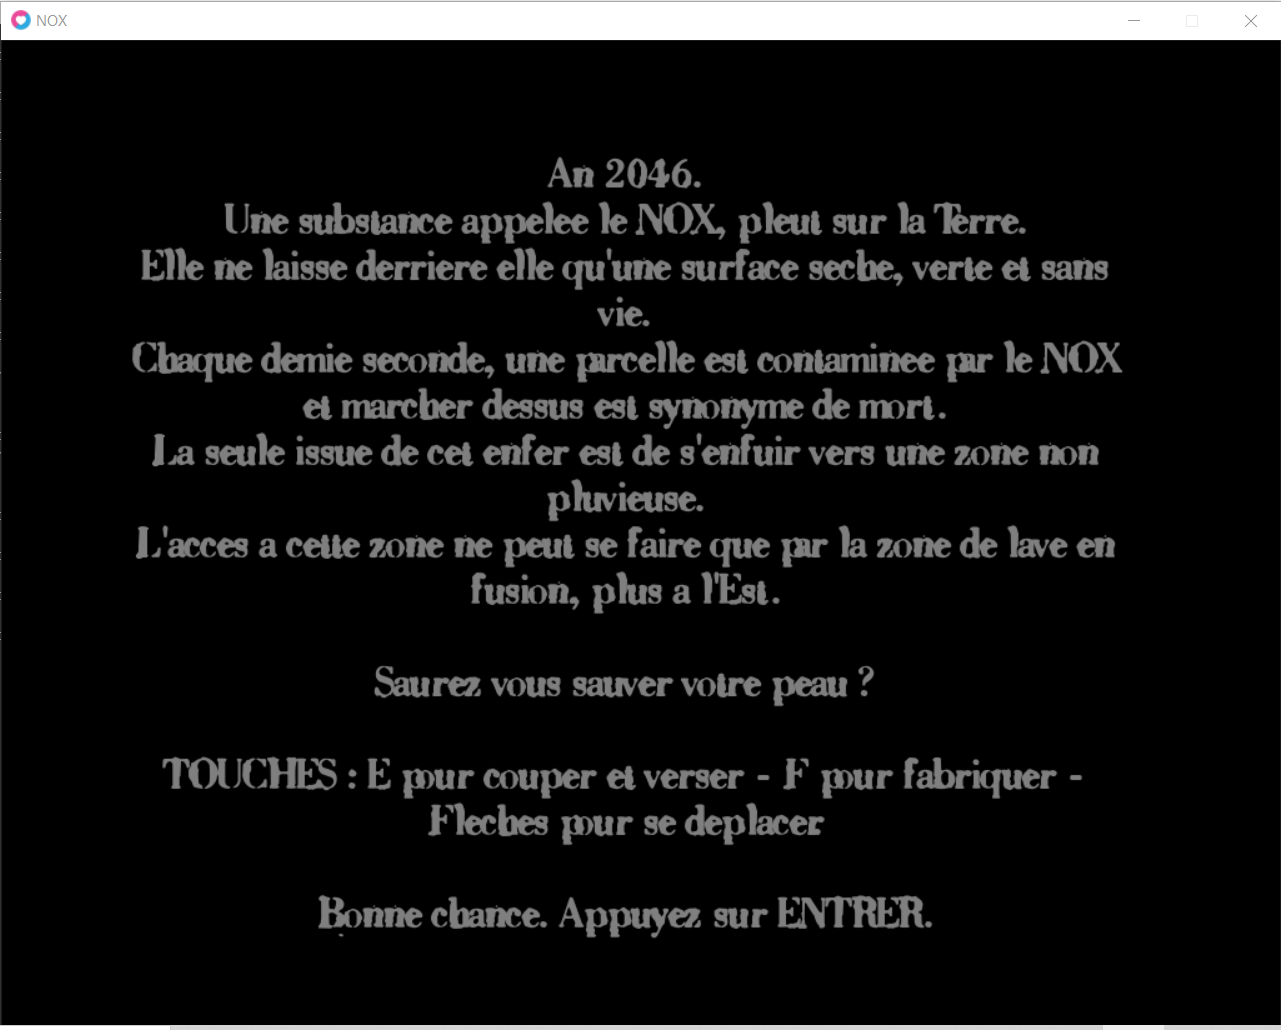 NOX
An 2046.
Une substance appelee le NOX, pleut sur la Terre.
Elle ne laisse derriere elle qu'une surface seche, verte et sans
vie.
Chaque demie seconde, une parcelle est contaminee par le NOX
et marcher dessus est synonyme de mort.
La seule issue de cet enfer est de s'enfuir vers une zone non
pluvieuse.
L'acces a cette zone ne peut se faire que par la zone de lave en
fusion, plus a l'Est.
Saurez vous sauver votre peau ?
TOUCHES : E pour couper et verser - F pour fabriquer -
Fleches pour se deplacer
Bonne chance. Appuyez sur ENTRER.